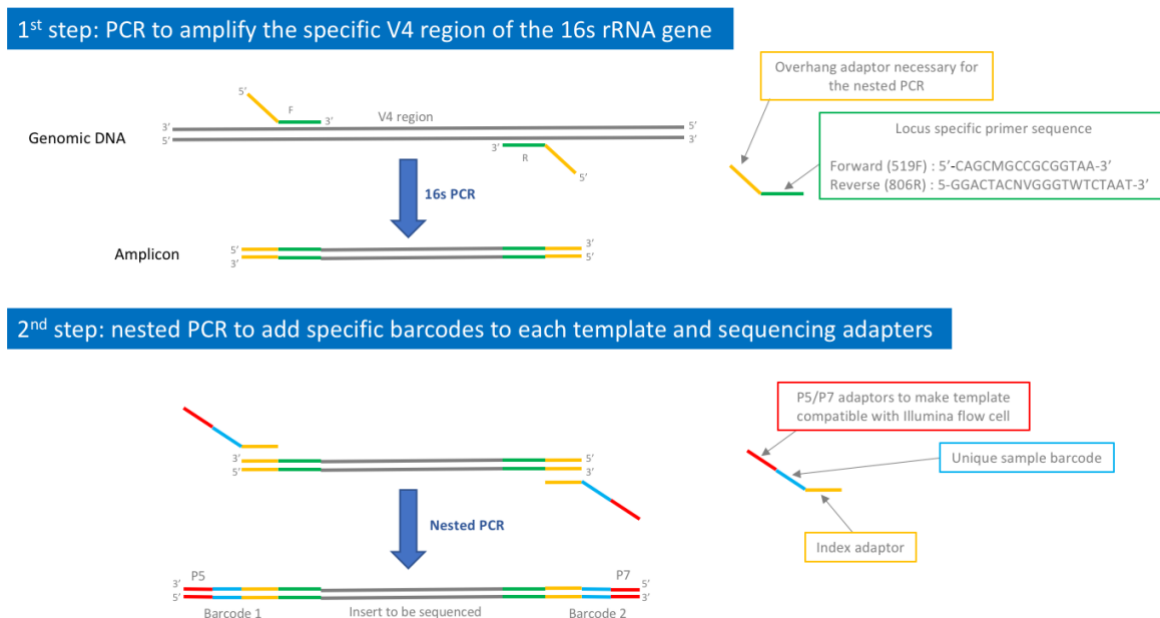 1st step: PCR to amplify the specific V4 region of the 16s rRNA gene
Overhang adaptor necessary for
the nested PCR
5’
F
3’
V4 region
Genomic DNA
3’
5’
5’
3’
3’
R
5’
Locus specific primer sequence
Forward (519F) : 5’-CAGCMGCCGCGGTAA-3’
Reverse (806R) : 5-GGACTACNVGGGTWTCTAAT-3’
16s PCR
Amplicon
5’
3’
3’
5’
2nd step: nested PCR to add specific barcodes to each template and sequencing adapters
P5/P7 adaptors to make template
compatible with Illumina flow cell
Unique sample barcode
3’
5’
5’
3’
Nested PCR
Index adaptor
P5
P7
3’
5’
5’
3’
Barcode 1
Insert to be sequenced
Barcode 2